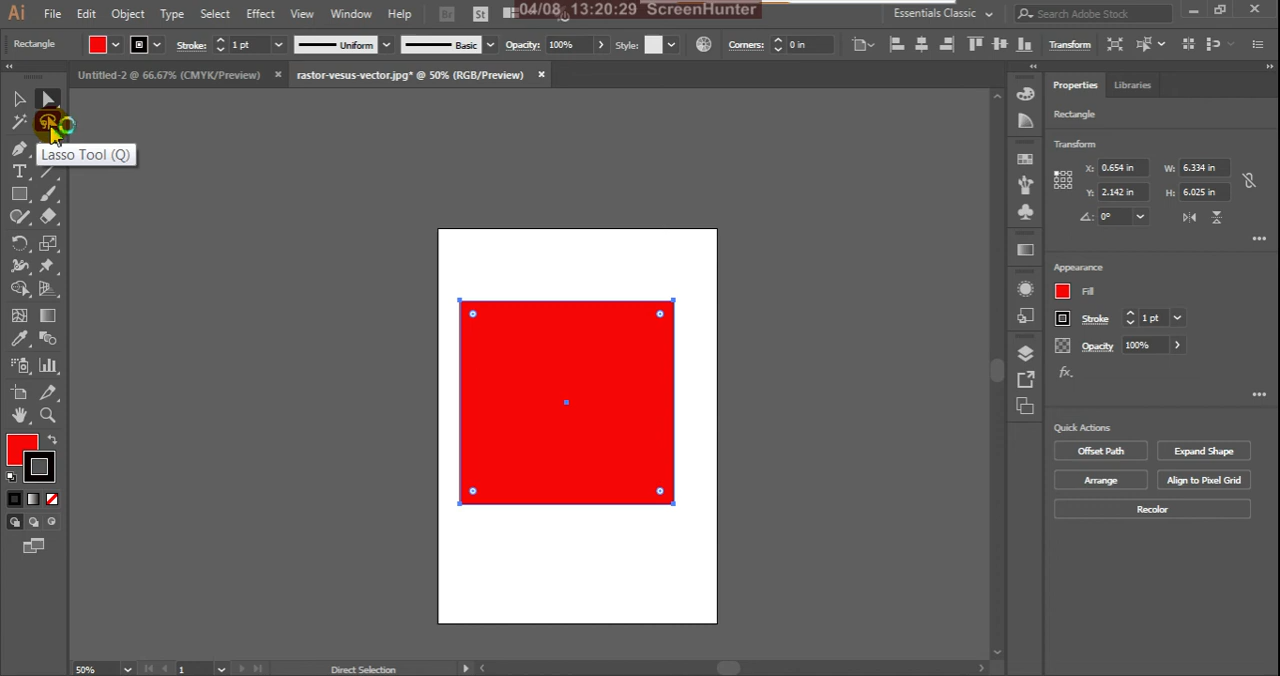 04/08 13:20:29 ScreenHunter
Ai File Edit Object Type Select Effect View Window Help Br St Essentials Classic Search Adobe Stock
Rectangle Stroke: 1 pt Uniform Basic Opacity: 100% Style: Corners: 0 in Transform
Untitled-2 @ 66.67% (CMYK/Preview) rastor-vesus-vector.jpg* @ 50% (RGB/Preview)
Lasso Tool (Q)
T
Properties Libraries
Rectangle
Transform
X: 0.654 in W: 6.334 in
Y: 2.142 in H: 6.025 in
0°
Appearance
Fill
Stroke 1 pt
Opacity 100%
fx.
Quick Actions
Offset Path Expand Shape
Arrange Align to Pixel Grid
Recolor
50% 1 Direct Selection